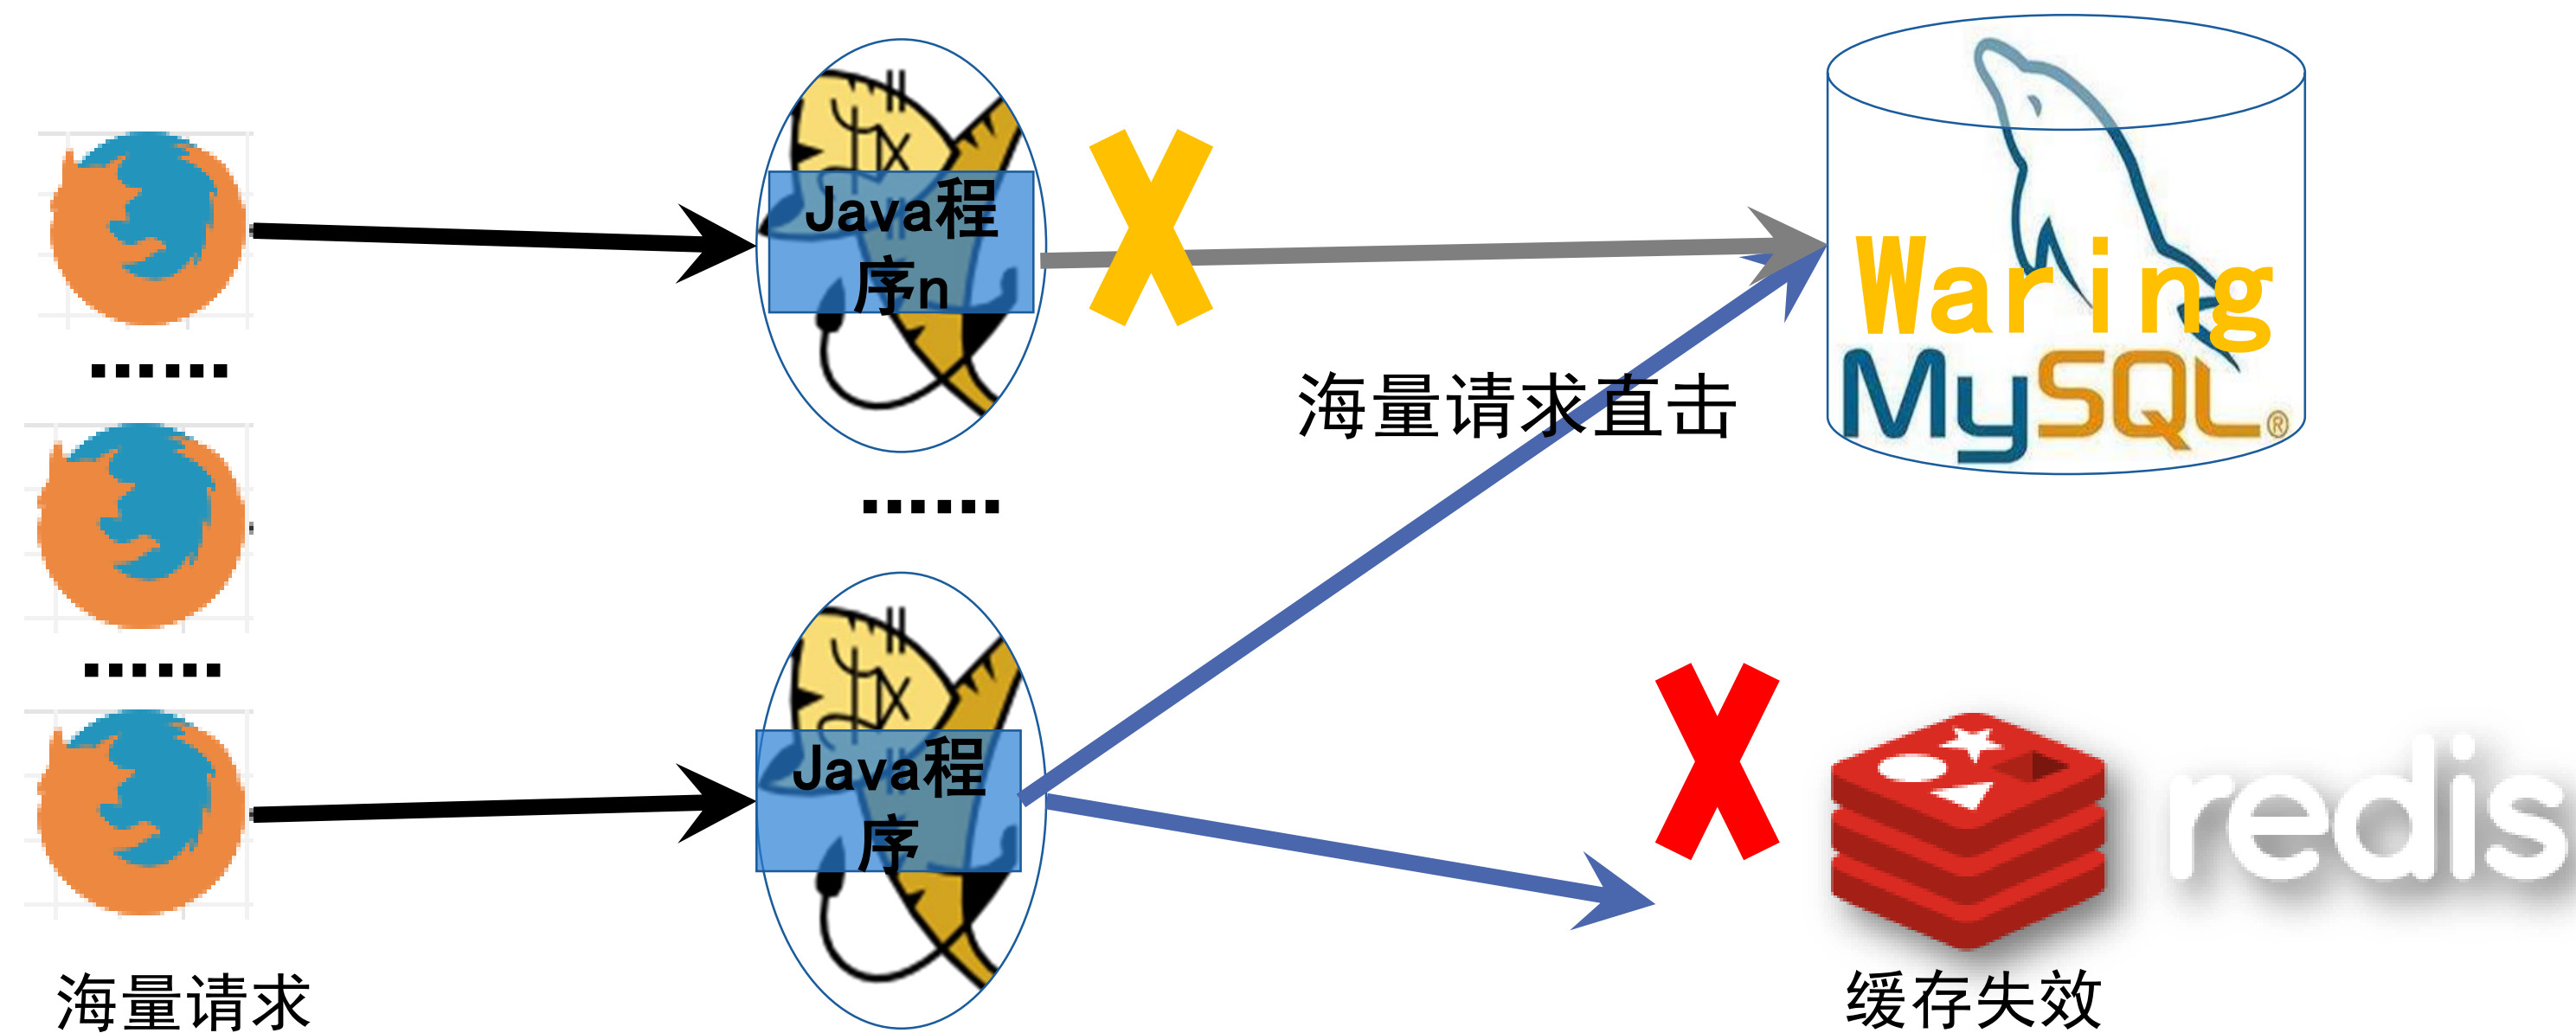 Java程
序n
Waring
MySQL®
海量请求直击
......
......
......
Java程
序
redis
缓存失效
海量请求